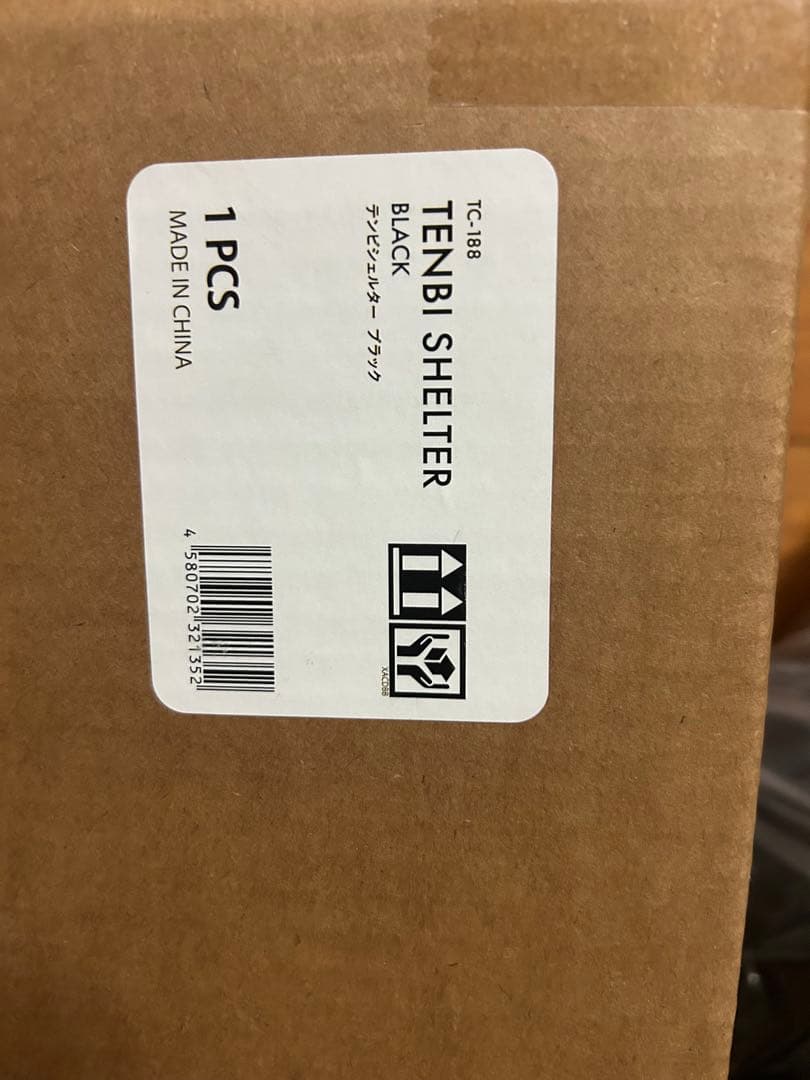 TC-188
TENBI SHELTER
BLACK
テンビシェルター ブラック
1 PCS
MADE IN CHINA
XACDBB
4 580702 321352